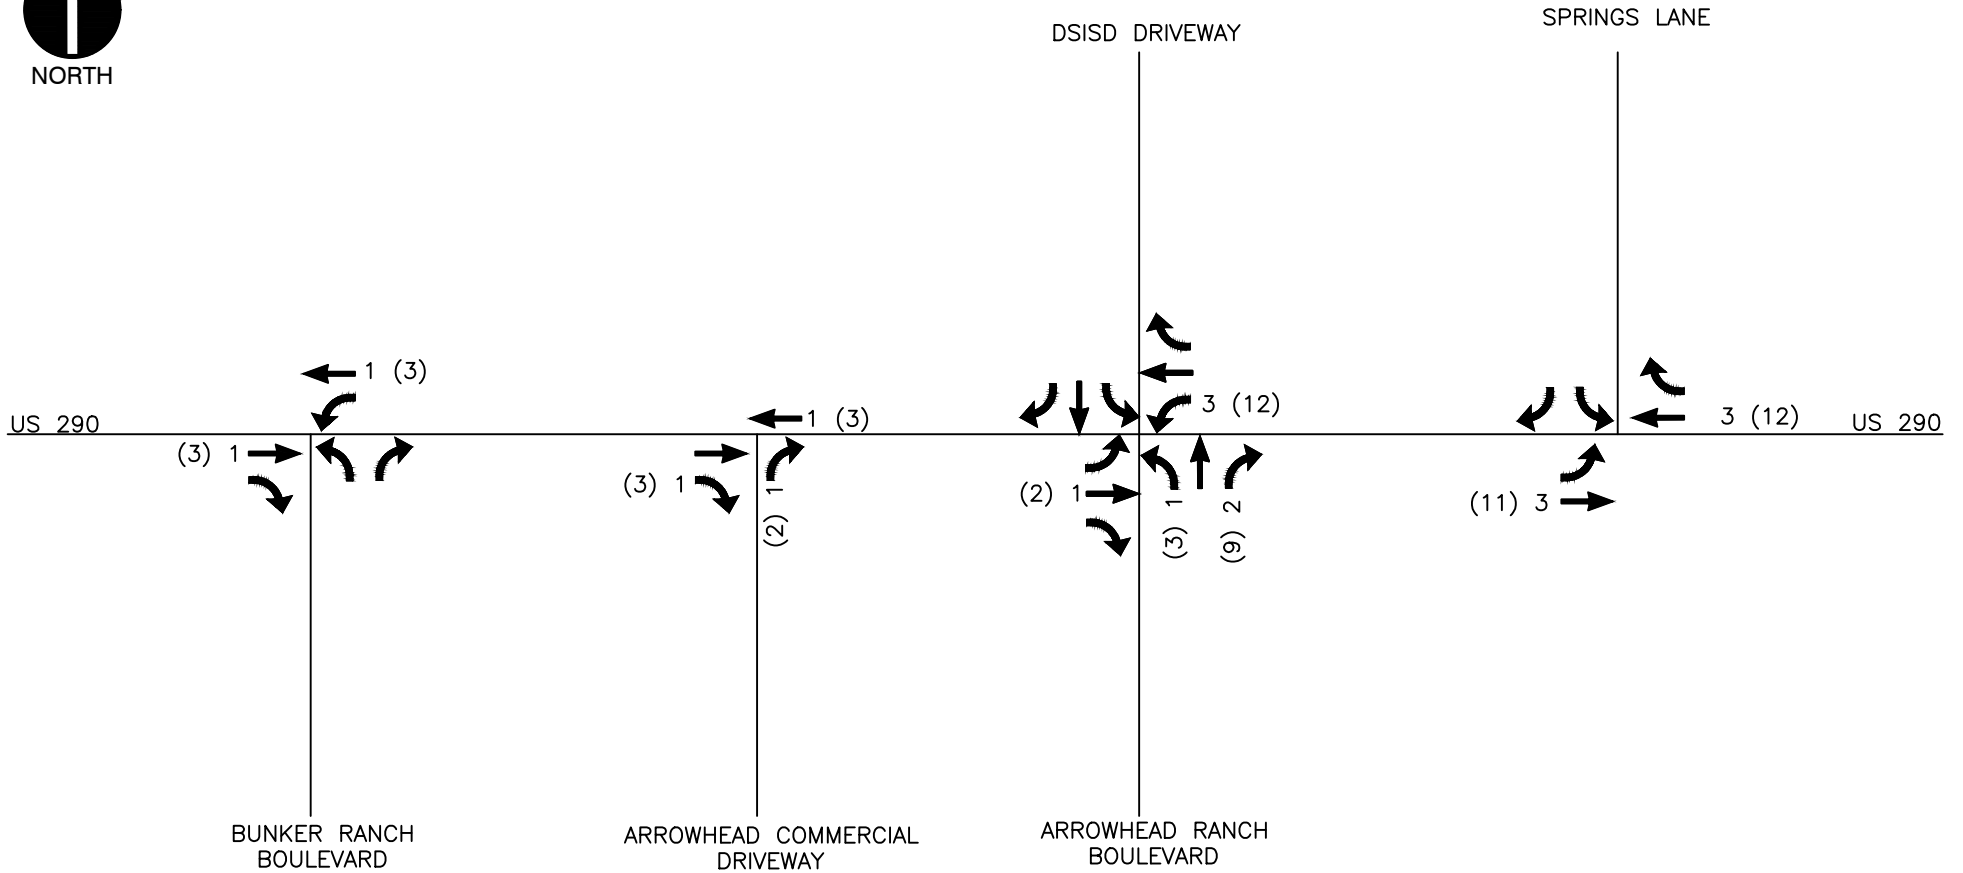 NORTH
DSISD DRIVEWAY
SPRINGS LANE
1 (3)
US 290
(3) 1
1 (3)
(3) 1
(2) 1
3 (12)
(2) 1
(3) 1
(9) 2
3 (12)
US 290
(11) 3
BUNKER RANCH
BOULEVARD
ARROWHEAD COMMERCIAL
DRIVEWAY
ARROWHEAD RANCH
BOULEVARD